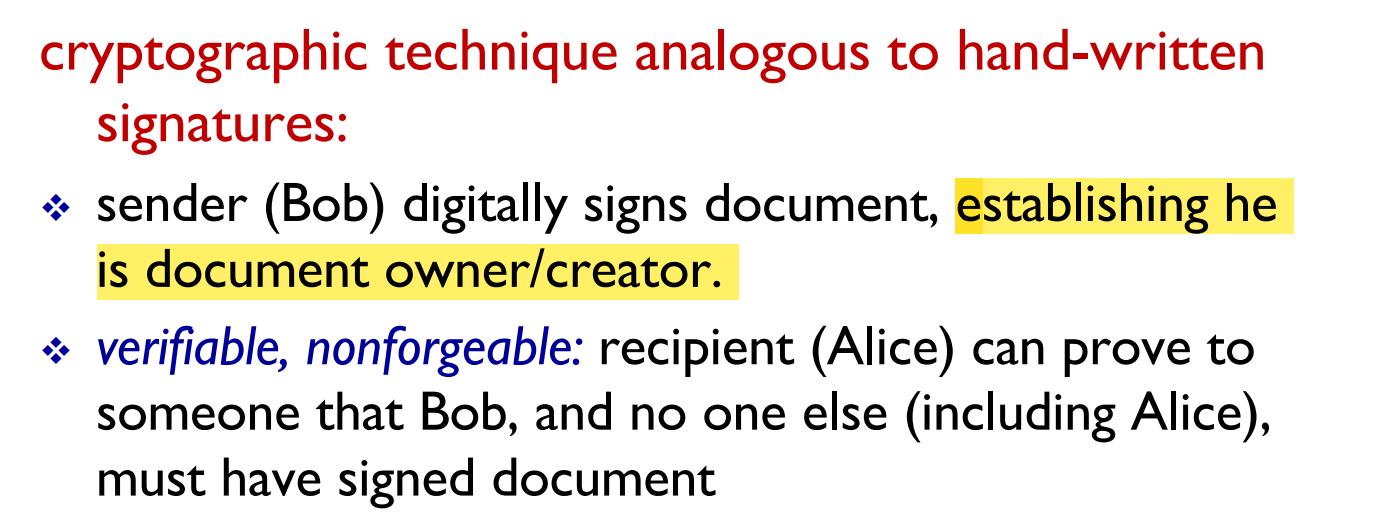 cryptographic technique analogous to hand-written
signatures:
❖ sender (Bob) digitally signs document, establishing he
is document owner/creator.
❖ verifiable, nonforgeable: recipient (Alice) can prove to
someone that Bob, and no one else (including Alice),
must have signed document